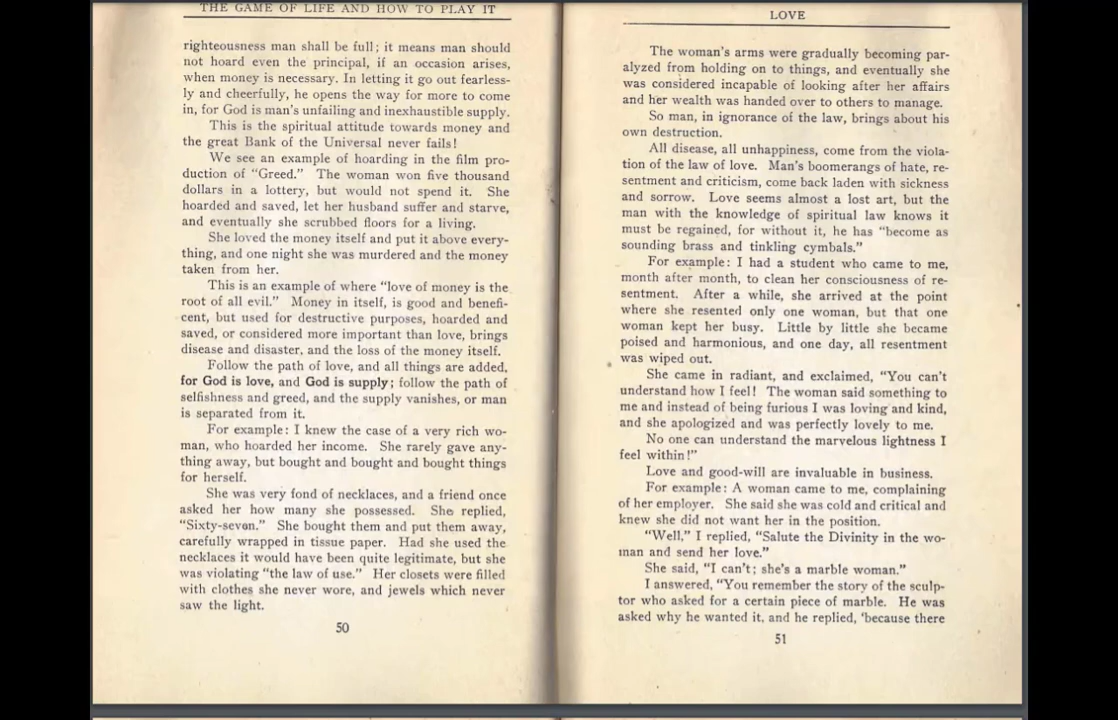 THE GAME OF LIFE AND HOW TO PLAY IT
righteousness man shall be full; it means man should
not hoard even the principal, if an occasion arises,
when money is necessary. In letting it go out fearless-
ly and cheerfully, he opens the way for more to come
in, for God is man's unfailing and inexhaustible supply.
This is the spiritual attitude towards money and
the great Bank of the Universal never fails!
We see an example of hoarding in the film pro-
duction of "Greed." The woman won five thousand
dollars in a lottery, but would not spend it. She
hoarded and saved, let her husband suffer and starve,
and eventually she scrubbed floors for a living.
She loved the money itself and put it above every-
thing, and one night she was murdered and the money
taken from her.
This is an example of where "love of money is the
root of all evil." Money in itself, is good and benefi-
cent, but used for destructive purposes, hoarded and
saved, or considered more important than love, brings
disease and disaster, and the loss of the money itself.
Follow the path of love, and all things are added,
for God is love, and God is supply; follow the path of
selfishness and greed, and the supply vanishes, or man
is separated from it.
For example: I knew the case of a very rich wo-
man, who hoarded her income. She rarely gave any-
thing away, but bought and bought and bought things
for herself.
She was very fond of necklaces, and a friend once
asked her how many she possessed. She replied,
"Sixty-seven." She bought them and put them away,
carefully wrapped in tissue paper. Had she used the
necklaces it would have been quite legitimate, but she
was violating "the law of use." Her closets were filled
with clothes she never wore, and jewels which never
saw the light.
50
LOVE
The woman's arms were gradually becoming par-
alyzed from holding on to things, and eventually she
was considered incapable of looking after her affairs
and her wealth was handed over to others to manage.
So man, in ignorance of the law, brings about his
own destruction.
All disease, all unhappiness, come from the viola-
tion of the law of love. Man's boomerangs of hate, re-
sentment and criticism, come back laden with sickness
and sorrow. Love seems almost a lost art, but the
man with the knowledge of spiritual law knows it
must be regained, for without it, he has "become as
sounding brass and tinkling cymbals."
For example: I had a student who came to me,
month after month, to clean her consciousness of re-
sentment. After a while, she arrived at the point
where she resented only one woman, but that one
woman kept her busy. Little by little she became
poised and harmonious, and one day, all resentment
was wiped out.
She came in radiant, and exclaimed, "You can't
understand how I feel! The woman said something to
me and instead of being furious I was loving and kind,
and she apologized and was perfectly lovely to me.
No one can understand the marvelous lightness I
feel within!"
Love and good-will are invaluable in business.
For example: A woman came to me, complaining
of her employer. She said she was cold and critical and
knew she did not want her in the position.
"Well," I replied, "Salute the Divinity in the wo-
man and send her love."
She said, "I can't; she's a marble woman."
I answered, "You remember the story of the sculp-
tor who asked for a certain piece of marble. He was
asked why he wanted it, and he replied, 'because there
51